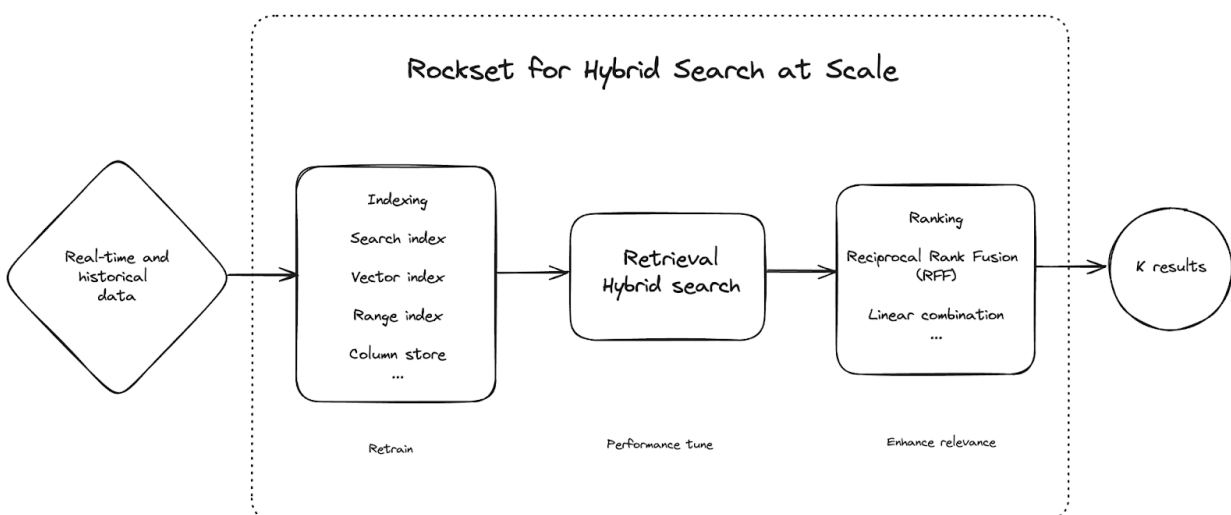 Rockset for Hybrid Search at Scale
Real-time and
historical
data
Indexing
Search index
Vector index
Range index
Column store
...
Retrieval
Hybrid search
Ranking
Reciprocal Rank Fusion
(RFF)
Linear combination
...
K results
Retrain
Performance tune
Enhance relevance